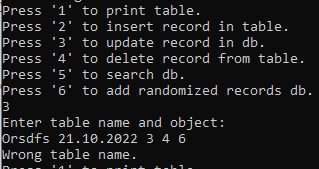 Press '1' to print table.
Press '2' to insert record in table.
Press '3' to update record in db.
Press '4' to delete record from table.
Press '5' to search db.
Press '6' to add randomized records db.
3
Enter table name and object:
Orsdfs 21.10.2022 3 4 6
Wrong table name.
Press '1' to print table